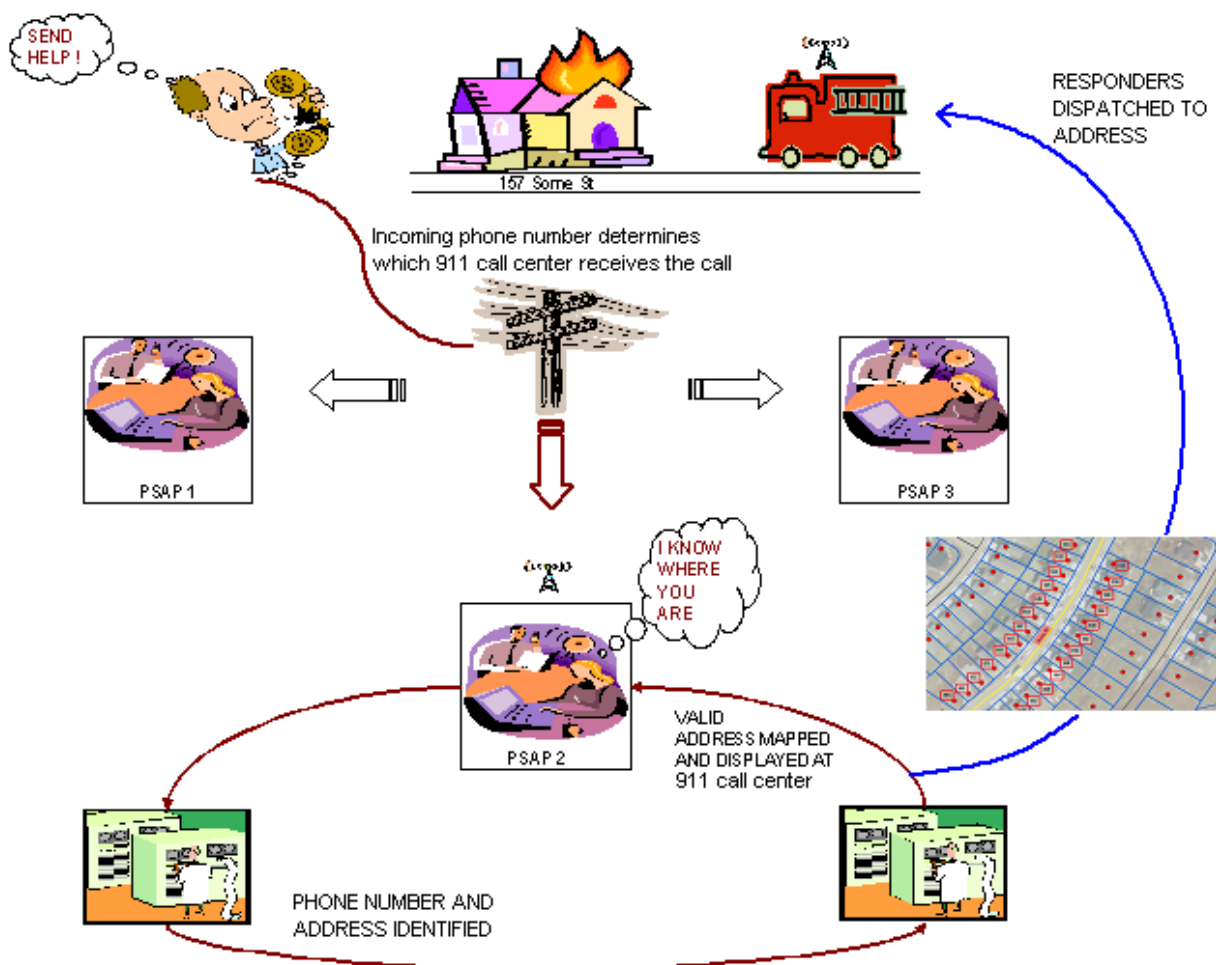 SEND
HELP!
RESPONDERS
DISPATCHED TO
ADDRESS
157 Some St
Incoming phone number determines
which 911 call center receives the call
PSAP 1
PSAP 3
I KNOW
WHERE
YOU
ARE
PSAP 2
VALID
ADDRESS MAPPED
AND DISPLAYED AT
911 call center
PHONE NUMBER AND
ADDRESS IDENTIFIED